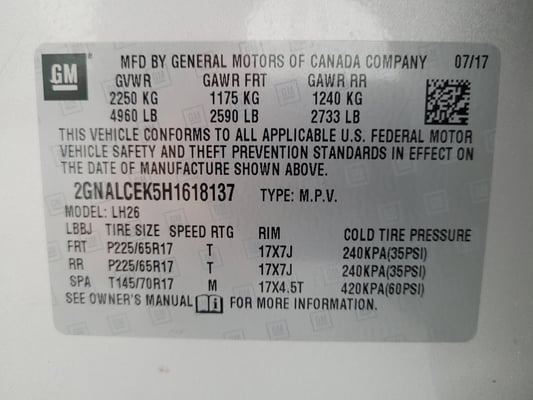 GM
MFD BY GENERAL MOTORS OF CANADA COMPANY 07/17
GVWR GAWR FRT GAWR RR
2250 KG 1175 KG 1240 KG
4960 LB 2590 LB 2733 LB
THIS VEHICLE CONFORMS TO ALL APPLICABLE U.S. FEDERAL MOTOR
VEHICLE SAFETY AND THEFT PREVENTION STANDARDS IN EFFECT ON
THE DATE OF MANUFACTURE SHOWN ABOVE.
2GNALCEK5H1618137 TYPE: M.P.V.
MODEL: LH26
LBBJ TIRE SIZE SPEED RTG RIM COLD TIRE PRESSURE
FRT P225/65R17 T 17X7J 240KPA(35PSI)
RR P225/65R17 T 17X7J 240KPA(35PSI)
SPA T145/70R17 M 17X4.5T 420KPA(60PSI)
SEE OWNER'S MANUAL FOR MORE INFORMATION.